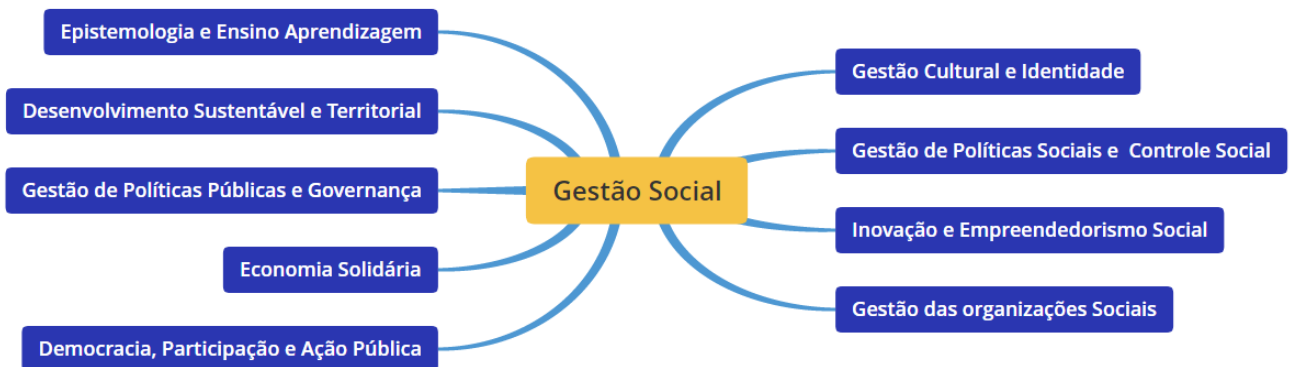 Epistemologia e Ensino Aprendizagem
Desenvolvimento Sustentável e Territorial
Gestão de Políticas Públicas e Governança
Economia Solidária
Democracia, Participação e Ação Pública
Gestão Social
Gestão Cultural e Identidade
Gestão de Políticas Sociais e  Controle Social
Inovação e Empreendedorismo Social
Gestão das organizações Sociais